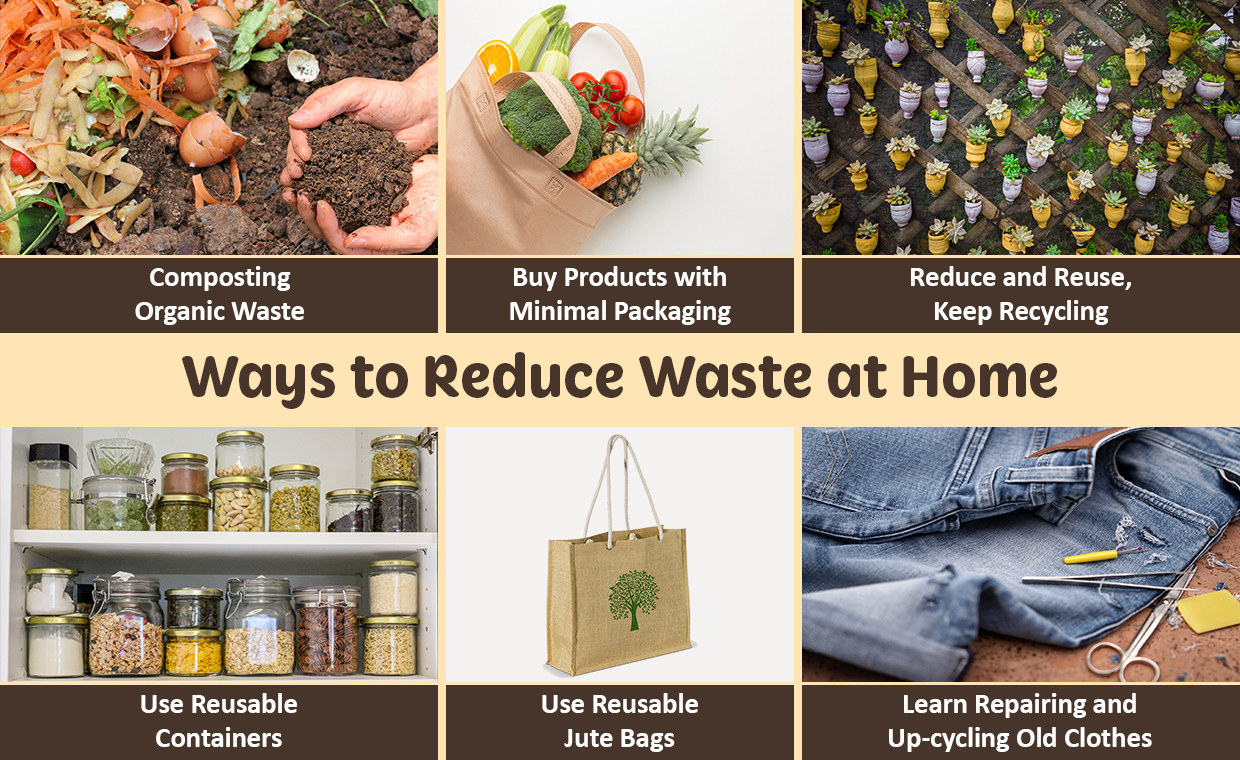 Composting
Organic Waste
Buy Products with
Minimal Packaging
Reduce and Reuse,
Keep Recycling
Ways to Reduce Waste at Home
Use Reusable
Containers
Use Reusable
Jute Bags
Learn Repairing and
Up-cycling Old Clothes